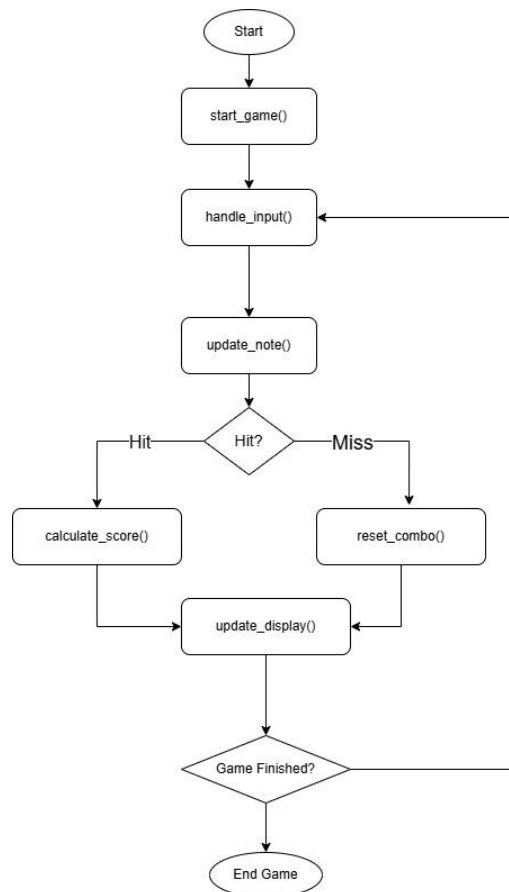 Start
start_game()
handle_input()
update_note()
Hit?
Hit
Miss
calculate_score()
reset_combo()
update_display()
Game Finished?
End Game